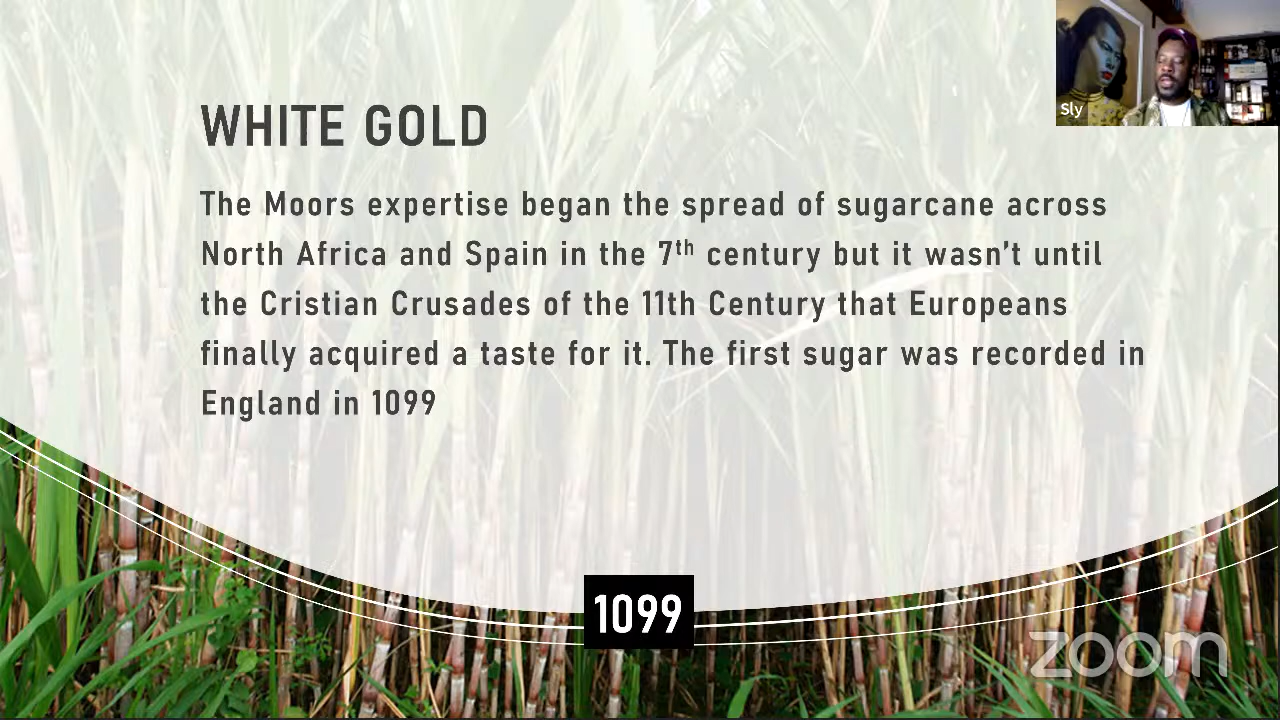 Sly
WHITE GOLD
The Moors expertise began the spread of sugarcane across
North Africa and Spain in the 7th century but it wasn't until
the Cristian Crusades of the 11th Century that Europeans
finally acquired a taste for it. The first sugar was recorded in
England in 1099
1099
zoom